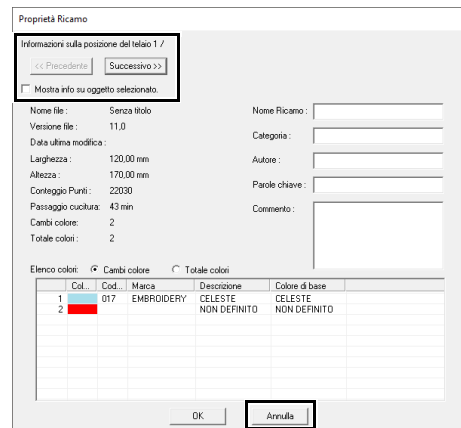 Proprietà Ricamo
Informazioni sulla posizione del telaio 1 /
<< Precedente Successivo >>
Mostra info su oggetto selezionato.
Nome file : Senza titolo Nome Ricamo :
Versione file : 11,0
Categoria :
Data ultima modifica :
Larghezza : 120,00 mm Autore :
Altezza : 170,00 mm
Parole chiave :
Conteggio Punti : 22030
Passaggio cucitura: 43 min Commento :
Cambi colore: 2
Totale colori : 2
Elenco colori: Cambi colore Totale colori
Col... Cod... Marca Descrizione Colore di base
1 017 EMBROIDERY CELESTE CELESTE
2 NON DEFINITO NON DEFINITO
OK Annulla